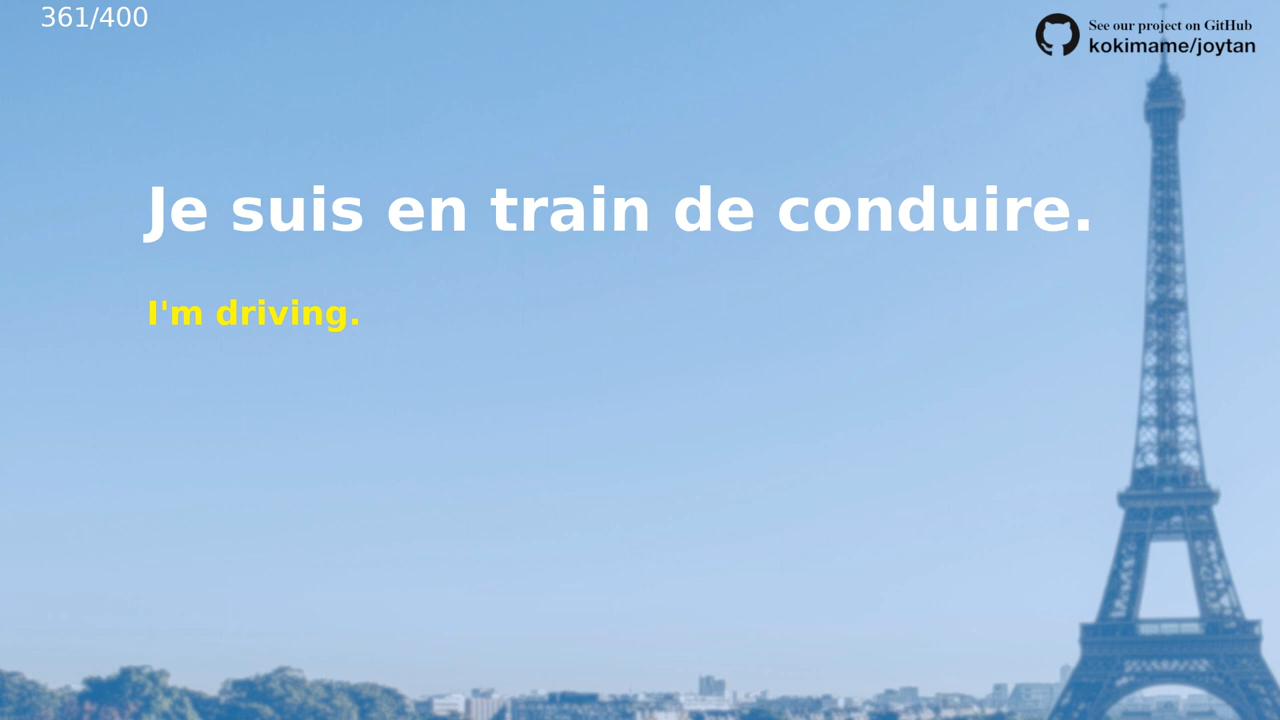 361/400
See our project on GitHub
kokimame/joytan
Je suis en train de conduire.
I'm driving.